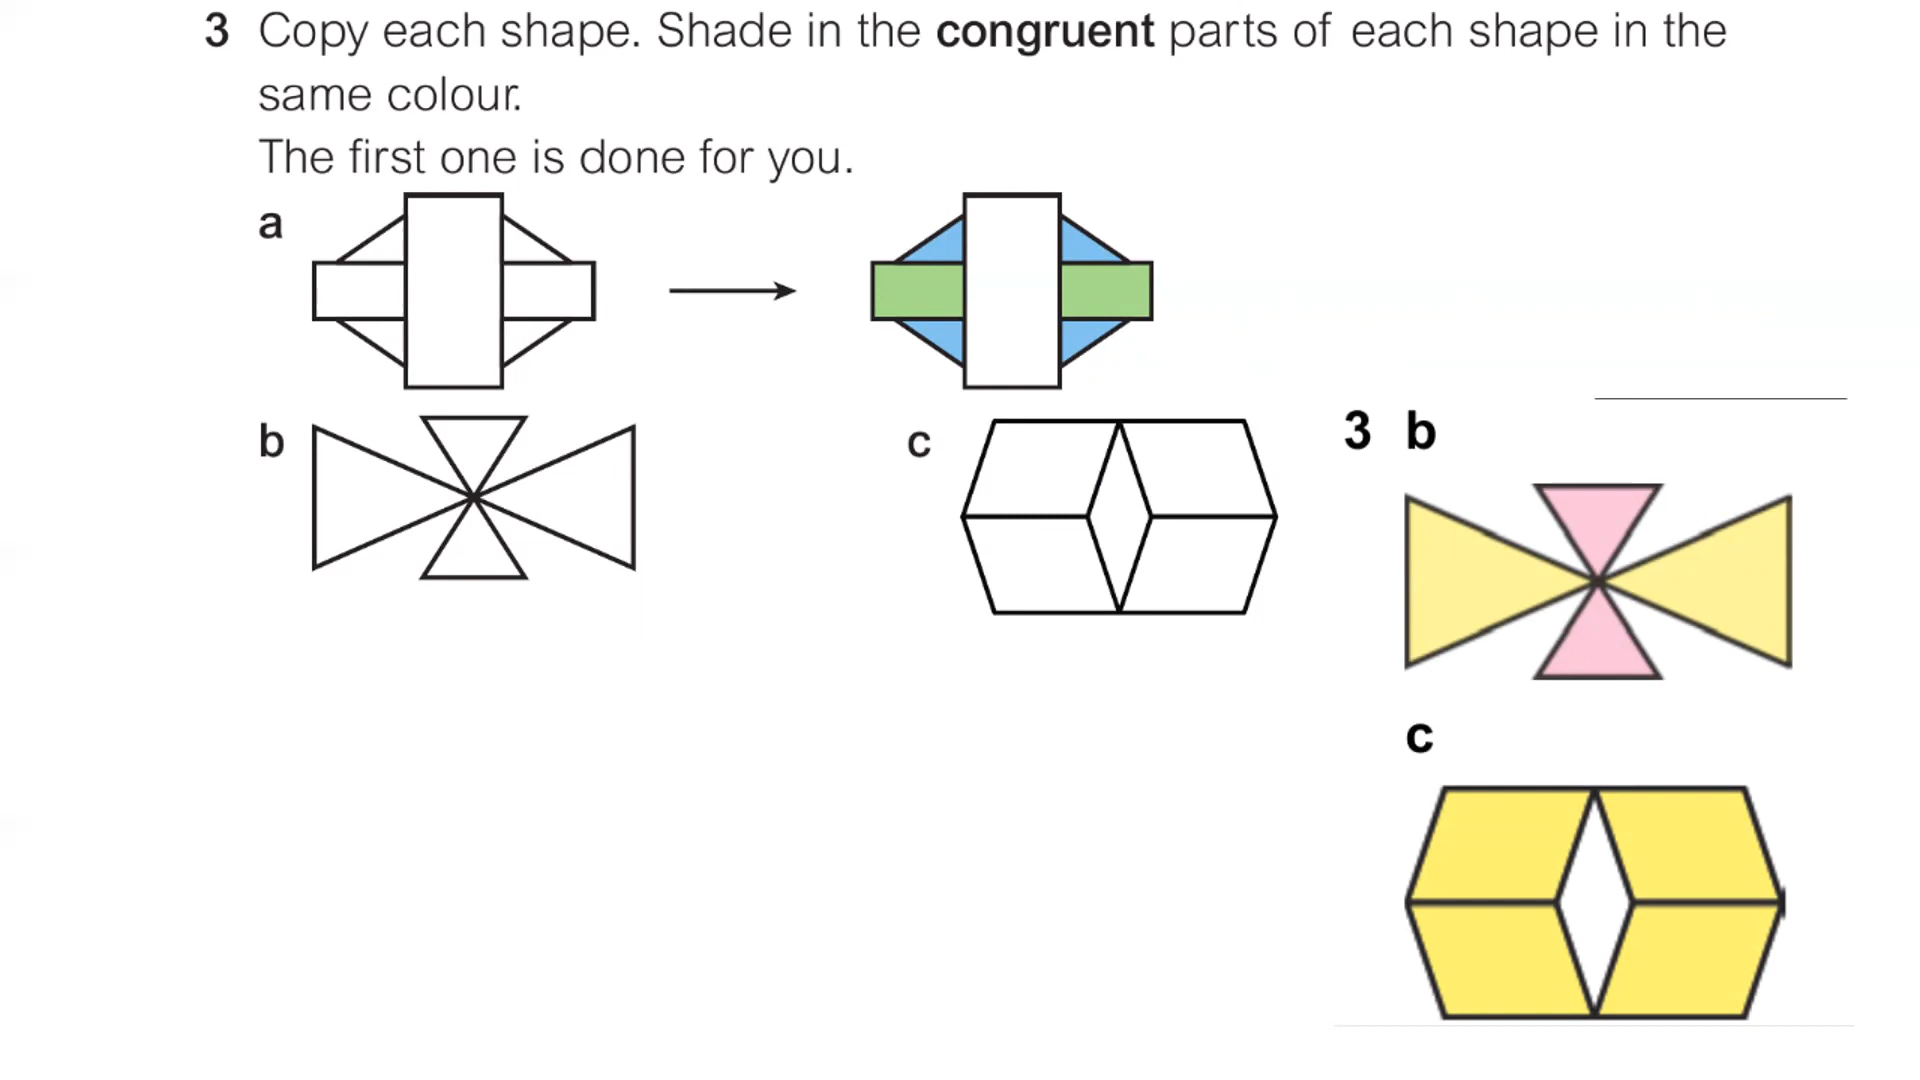 3 Copy each shape. Shade in the congruent parts of each shape in the
same colour.
The first one is done for you.
a
b
c
3 b
c